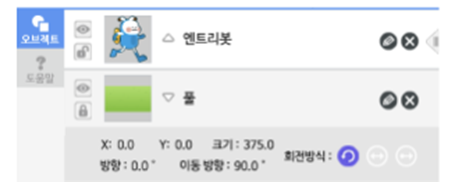 오브젝트
엔트리봇
?
도움말
풀
X: 0.0 Y: 0.0 크기 : 375.0
방향 : 0.0° 이동 방향 : 90.0° 회전방식 :